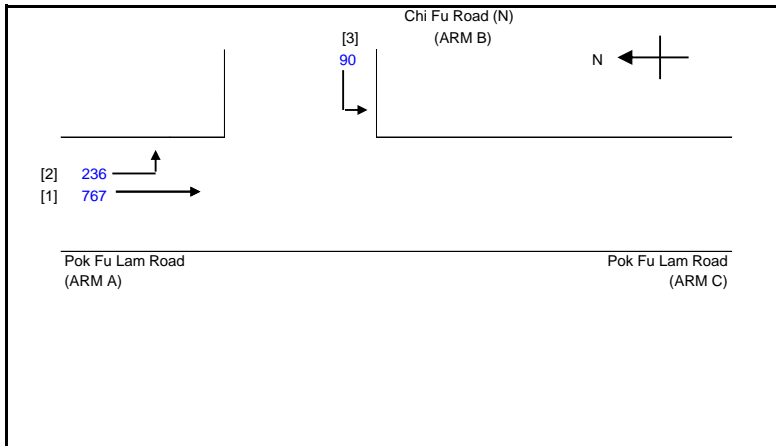 Chi Fu Road (N)
[3] (ARM B)
90 N
[2] 236
[1] 767
Pok Fu Lam Road Pok Fu Lam Road
(ARM A) (ARM C)